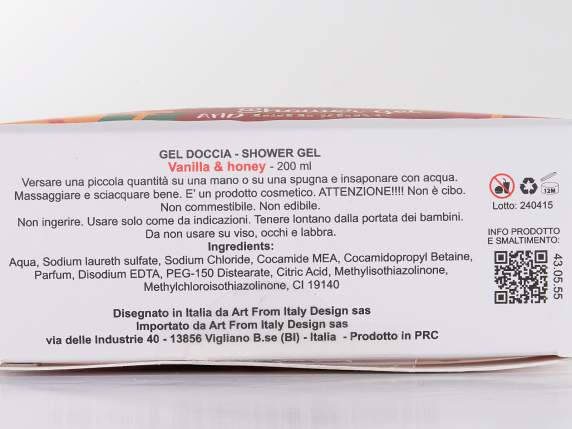 AND Shower gel
GEL DOCCIA - SHOWER GEL
Vanilla & honey - 200 ml
Versare una piccola quantità su una mano o su una spugna e insaponare con acqua.
Massaggiare e sciacquare bene. E' un prodotto cosmetico. ATTENZIONE!!!! Non è cibo.
Non commestibile. Non edibile.
Non ingerire. Usare solo come da indicazioni. Tenere lontano dalla portata dei bambini.
Da non usare su viso, occhi e labbra.
Ingredients:
Aqua, Sodium laureth sulfate, Sodium Chloride, Cocamide MEA, Cocamidopropyl Betaine,
Parfum, Disodium EDTA, PEG-150 Distearate, Citric Acid, Methylisothiazolinone,
Methylchloroisothiazolinone, CI 19140
Disegnato in Italia da Art From Italy Design sas
Importato da Art From Italy Design sas
via delle Industrie 40 - 13856 Vigliano B.se (BI) - Italia - Prodotto in PRC
12M
Lotto: 240415
INFO PRODOTTO
E SMALTIMENTO:
43.05.55